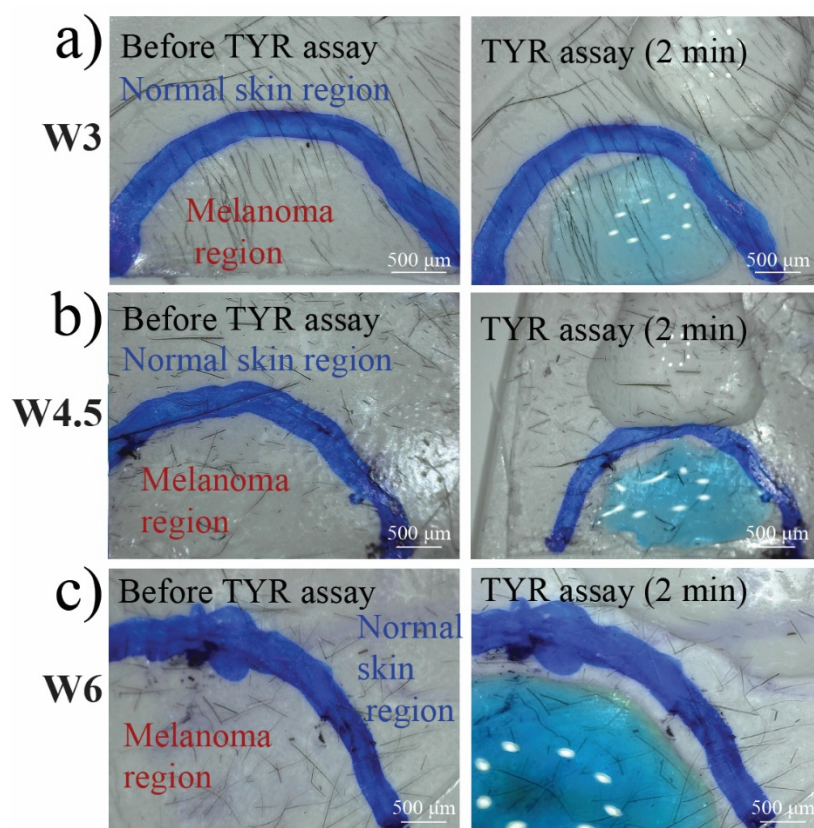 a)
Before TYR assay
Normal skin region
W3
Melanoma
region
500 µm
TYR assay (2 min)
500 µm
b)
Before TYR assay
Normal skin region
W4.5
Melanoma
region
500 µm
TYR assay (2 min)
500 µm
c)
Before TYR assay
Normal
skin
region
W6
Melanoma
region
500 µm
TYR assay (2 min)
500 µm